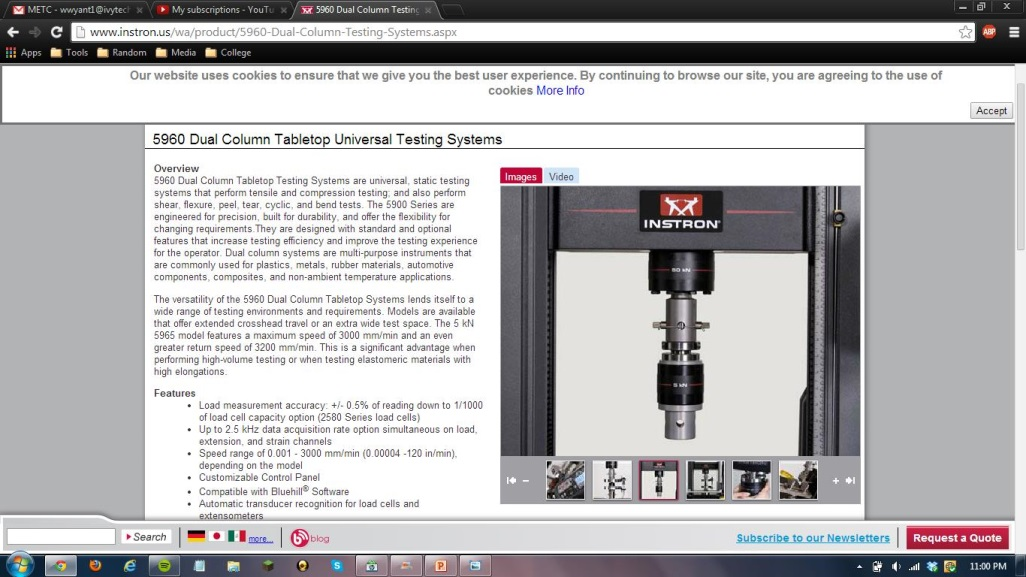 METC - wwyant1@ivytech
My subscriptions - YouTu
5960 Dual Column Testing
www.instron.us/wa/product/5960-Dual-Column-Testing-Systems.aspx
ABP
Apps Tools Random Media College
Our website uses cookies to ensure that we give you the best user experience. By continuing to browse our site, you are agreeing to the use of
cookies More Info
Accept
5960 Dual Column Tabletop Universal Testing Systems
Overview
5960 Dual Column Tabletop Testing Systems are universal, static testing
systems that perform tensile and compression testing; and also perform
shear, flexure, peel, tear, cyclic, and bend tests. The 5900 Series are
engineered for precision, built for durability, and offer the flexibility for
changing requirements.They are designed with standard and optional
features that increase testing efficiency and improve the testing experience
for the operator. Dual column systems are multi-purpose instruments that
are commonly used for plastics, metals, rubber materials, automotive
components, composites, and non-ambient temperature applications.
The versatility of the 5960 Dual Column Tabletop Systems lends itself to a
wide range of testing environments and requirements. Models are available
that offer extended crosshead travel or an extra wide test space. The 5 kN
5965 model features a maximum speed of 3000 mm/min and an even
greater return speed of 3200 mm/min. This is a significant advantage when
performing high-volume testing or when testing elastomeric materials with
high elongations.
Features
• Load measurement accuracy: +/- 0.5% of reading down to 1/1000
of load cell capacity option (2580 Series load cells)
• Up to 2.5 kHz data acquisition rate option simultaneous on load,
extension, and strain channels
• Speed range of 0.001 - 3000 mm/min (0.00004 -120 in/min),
depending on the model
• Customizable Control Panel
• Compatible with Bluehill® Software
• Automatic transducer recognition for load cells and
extensometers
Images Video
INSTRON
50 kN
5 kN
Search
more...
blog
Subscribe to our Newsletters
Request a Quote
11:00 PM